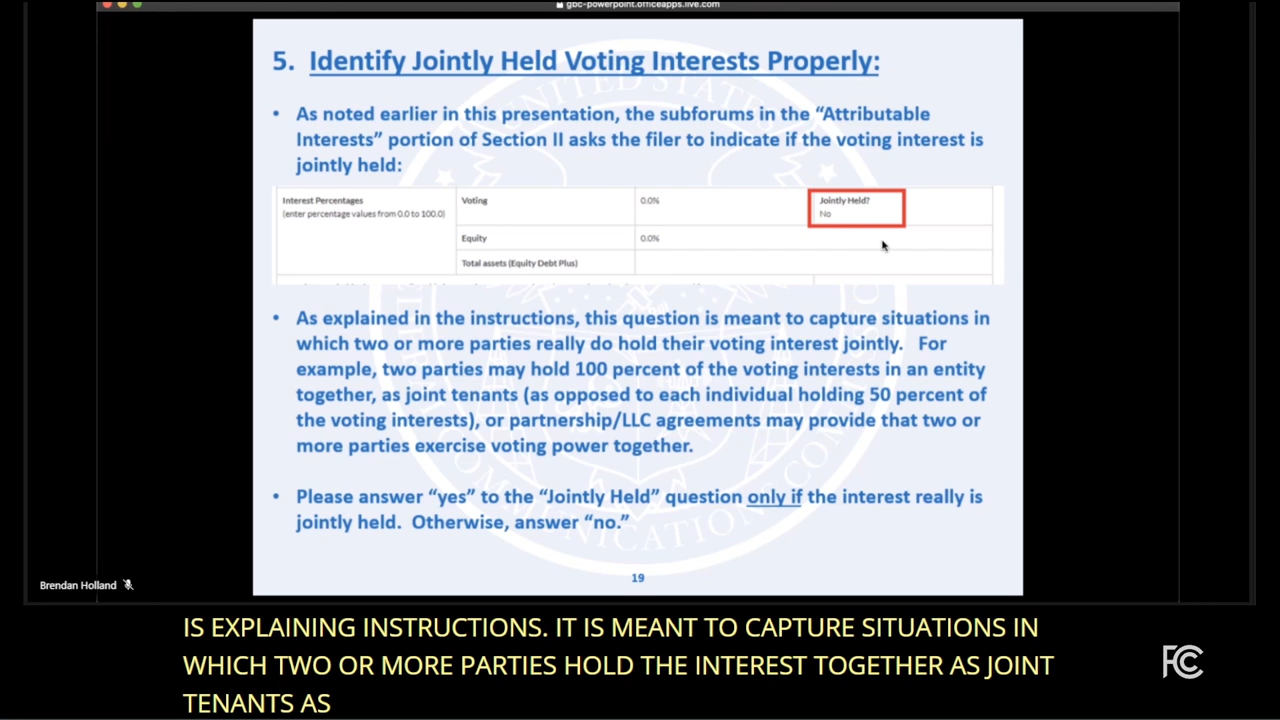 gbc-powerpoint.officeapps.live.com
5. Identify Jointly Held Voting Interests Properly:
• As noted earlier in this presentation, the subforums in the “Attributable
Interests” portion of Section II asks the filer to indicate if the voting interest is
jointly held:
Interest Percentages
(enter percentage values from 0.0 to 100.0)
Voting
0.0%
Jointly Held?
No
Equity
0.0%
Total assets (Equity Debt Plus)
• As explained in the instructions, this question is meant to capture situations in
which two or more parties really do hold their voting interest jointly. For
example, two parties may hold 100 percent of the voting interests in an entity
together, as joint tenants (as opposed to each individual holding 50 percent of
the voting interests), or partnership/LLC agreements may provide that two or
more parties exercise voting power together.
• Please answer “yes” to the “Jointly Held” question only if the interest really is
jointly held. Otherwise, answer “no.”
19
Brendan Holland
IS EXPLAINING INSTRUCTIONS. IT IS MEANT TO CAPTURE SITUATIONS IN
WHICH TWO OR MORE PARTIES HOLD THE INTEREST TOGETHER AS JOINT
TENANTS AS
FCC